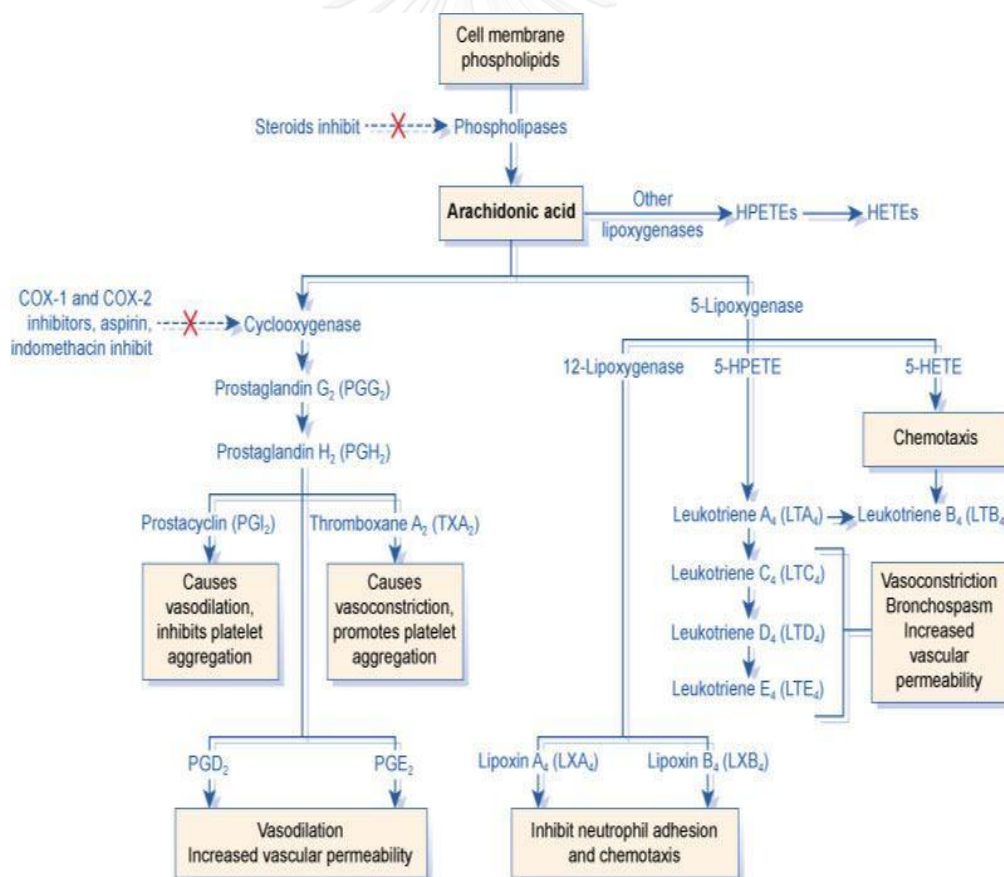 Cell membrane
phospholipids
Steroids inhibit
Phospholipases
Arachidonic acid
Other
lipoxygenases
HPETEs
HETEs
COX-1 and COX-2
inhibitors, aspirin,
indomethacin inhibit
Cyclooxygenase
5-Lipoxygenase
12-Lipoxygenase
5-HPETE
5-HETE
Prostaglandin G₂ (PGG₂)
Chemotaxis
Prostaglandin H₂ (PGH₂)
Prostacyclin (PGI₂)
Thromboxane A₂ (TXA₂)
Leukotriene A₄ (LTA₄)
Leukotriene B₄ (LTB₄
Causes
vasodilation,
inhibits platelet
aggregation
Causes
vasoconstriction,
promotes platelet
aggregation
Leukotriene C₄ (LTC₄)
Leukotriene D₄ (LTD₄)
Leukotriene E₄ (LTE₄)
Vasoconstriction
Bronchospasm
Increased
vascular
permeability
PGD₂
PGE₂
Lipoxin A₄ (LXA₄)
Lipoxin B₄ (LXB₄)
Vasodilation
Increased vascular permeability
Inhibit neutrophil adhesion
and chemotaxis